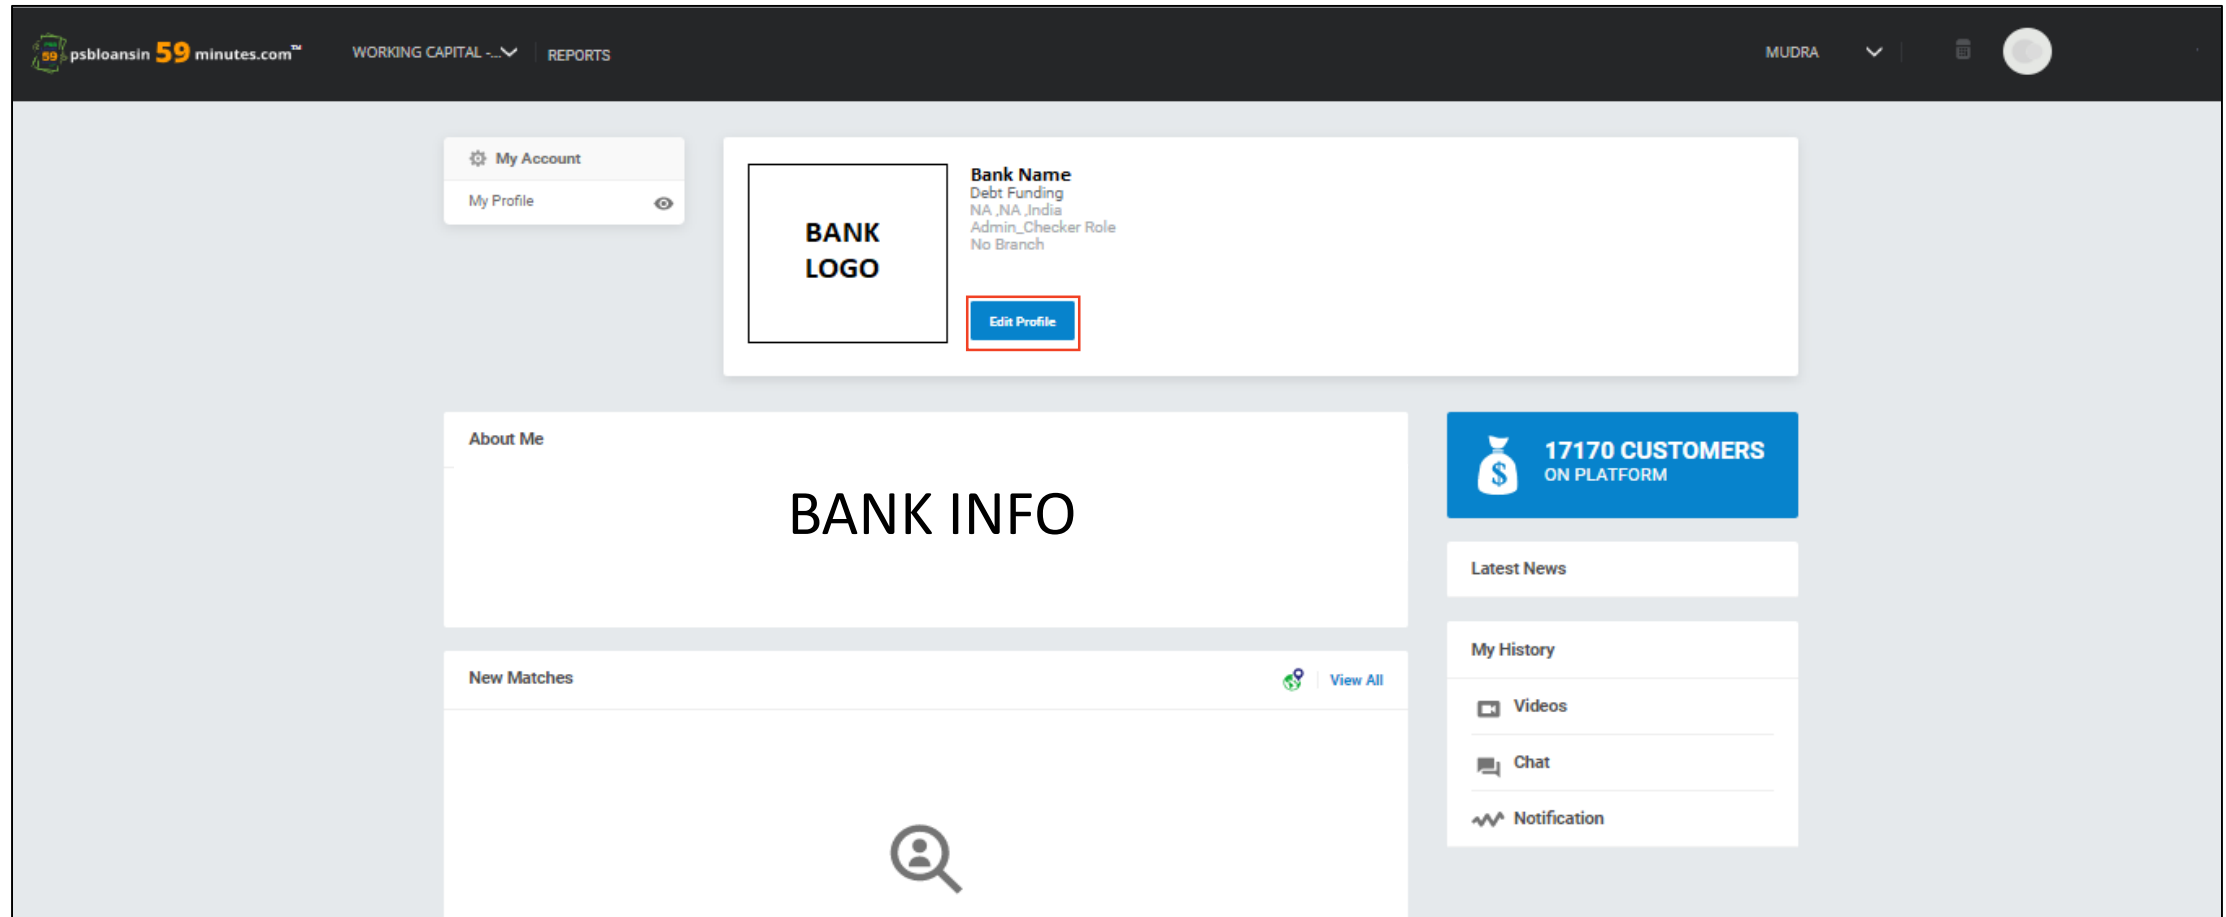 psbloansin 59 minutes.com™
WORKING CAPITAL -...
REPORTS
MUDRA
My Account
My Profile
BANK
LOGO
Bank Name
Debt Funding
NA ,NA ,India
Admin_Checker Role
No Branch
Edit Profile
About Me
BANK INFO
17170 CUSTOMERS
ON PLATFORM
Latest News
New Matches
View All
My History
Videos
Chat
Notification